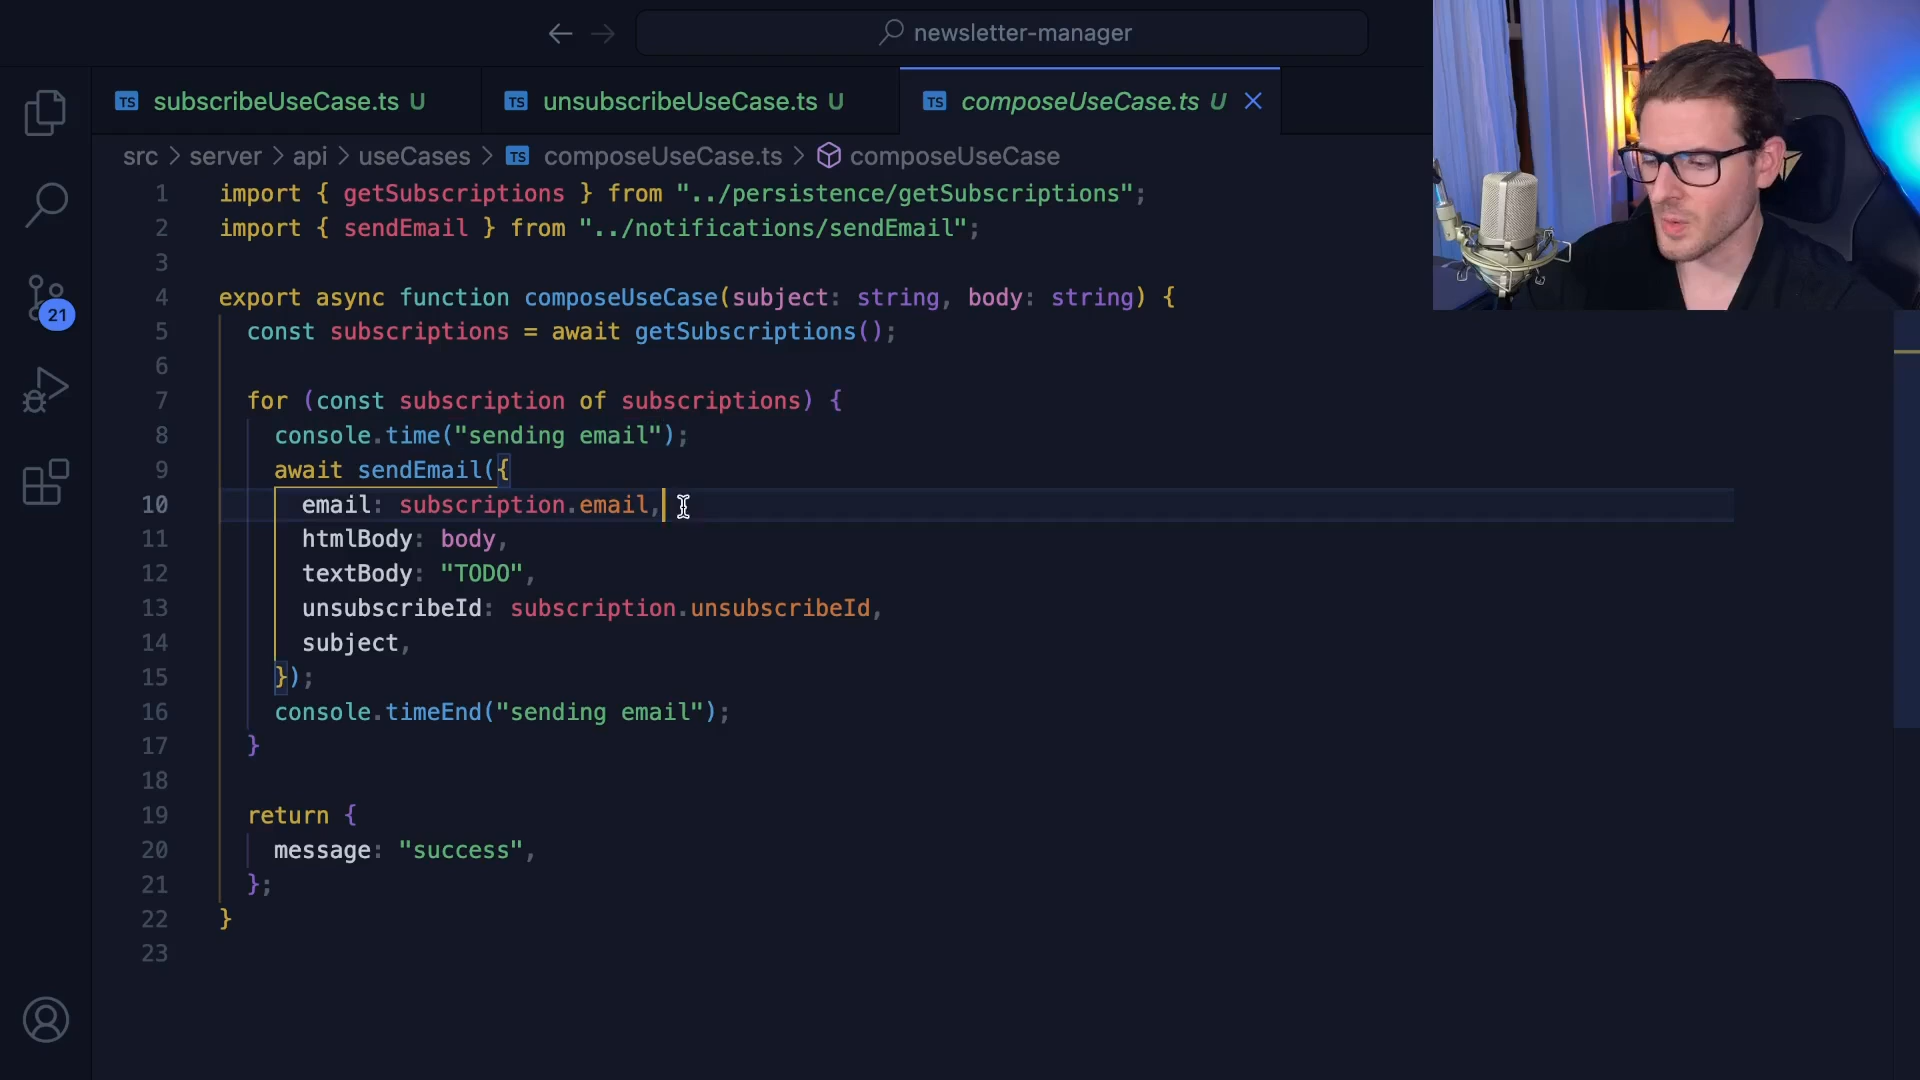 newsletter-manager
TS subscribeUseCase.ts U
TS unsubscribeUseCase.ts U
TS composeUseCase.ts U
src > server > api > useCases > TS composeUseCase.ts > composeUseCase
1 import { getSubscriptions } from "../persistence/getSubscriptions";
2 import { sendEmail } from "../notifications/sendEmail";
3
4 export async function composeUseCase(subject: string, body: string) {
5 const subscriptions = await getSubscriptions();
6
7 for (const subscription of subscriptions) {
8 console.time("sending email");
9 await sendEmail({
10 email: subscription.email,
11 htmlBody: body,
12 textBody: "TODO",
13 unsubscribeId: subscription.unsubscribeId,
14 subject,
15 });
16 console.timeEnd("sending email");
17 }
18
19 return {
20 message: "success",
21 };
22 }
23
21